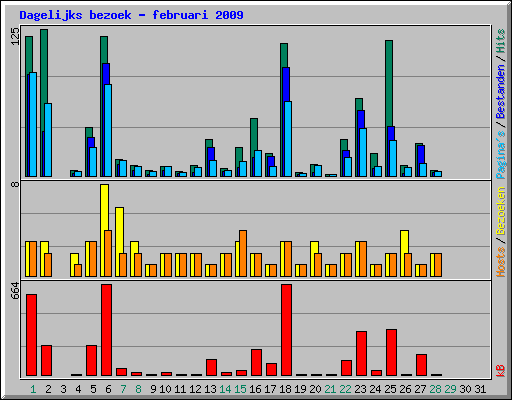 Dagelijks bezoek - februari 2009
125
Pagina's / Bestanden / Hits
8
Hosts / Bezoeken
664
kB
1 2 3 4 5 6 7 8 9 10 11 12 13 14 15 16 17 18 19 20 21 22 23 24 25 26 27 28 29 30 31